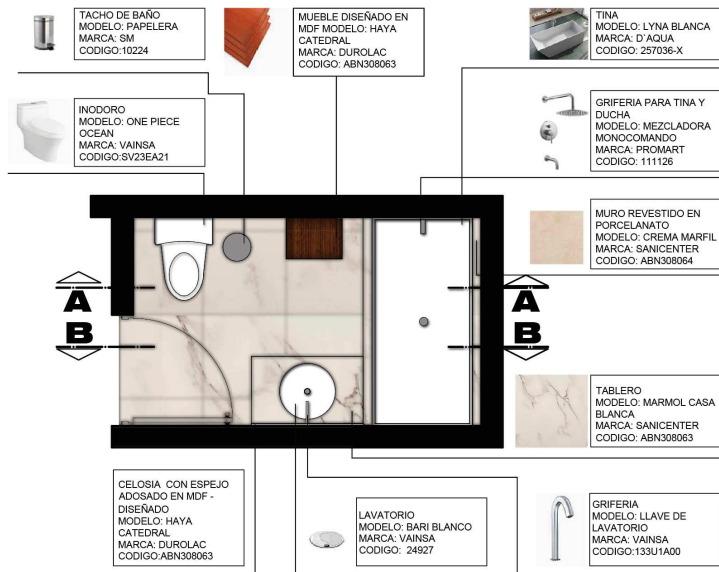 TACHO DE BAÑO
MODELO: PAPELERA
MARCA: SM
CODIGO:10224
MUEBLE DISEÑADO EN
MDF MODELO: HAYA
CATEDRAL
MARCA: DUROLAC
CODIGO: ABN308063
TINA
MODELO: LYNA BLANCA
MARCA: D`AQUA
CODIGO: 257036-X
INODORO
MODELO: ONE PIECE
OCEAN
MARCA: VAINSA
CODIGO:SV23EA21
GRIFERIA PARA TINA Y
DUCHA
MODELO: MEZCLADORA
MONOCOMANDO
MARCA: PROMART
CODIGO: 111126
MURO REVESTIDO EN
PORCELANATO
MODELO: CREMA MARFIL
MARCA: SANICENTER
CODIGO: ABN308064
A
A
B
B
TABLERO
MODELO: MARMOL CASA
BLANCA
MARCA: SANICENTER
CODIGO: ABN308063
CELOSIA CON ESPEJO
ADOSADO EN MDF -
DISEÑADO
MODELO: HAYA
CATEDRAL
MARCA: DUROLAC
CODIGO:ABN308063
LAVATORIO
MODELO: BARI BLANCO
MARCA: VAINSA
CODIGO: 24927
GRIFERIA
MODELO: LLAVE DE
LAVATORIO
MARCA: VAINSA
CODIGO:133U1A00